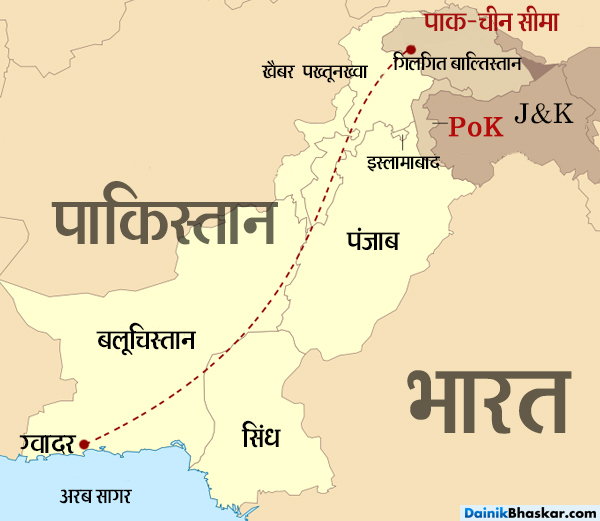 पाक-चीन सीमा
गिलगित बाल्तिस्तान
खैबर पख्तूनख्वा
J&K
PoK
इस्लामाबाद
पाकिस्तान
पंजाब
बलूचिस्तान
भारत
ग्वादर
सिंध
अरब सागर
DainikBhaskar.com